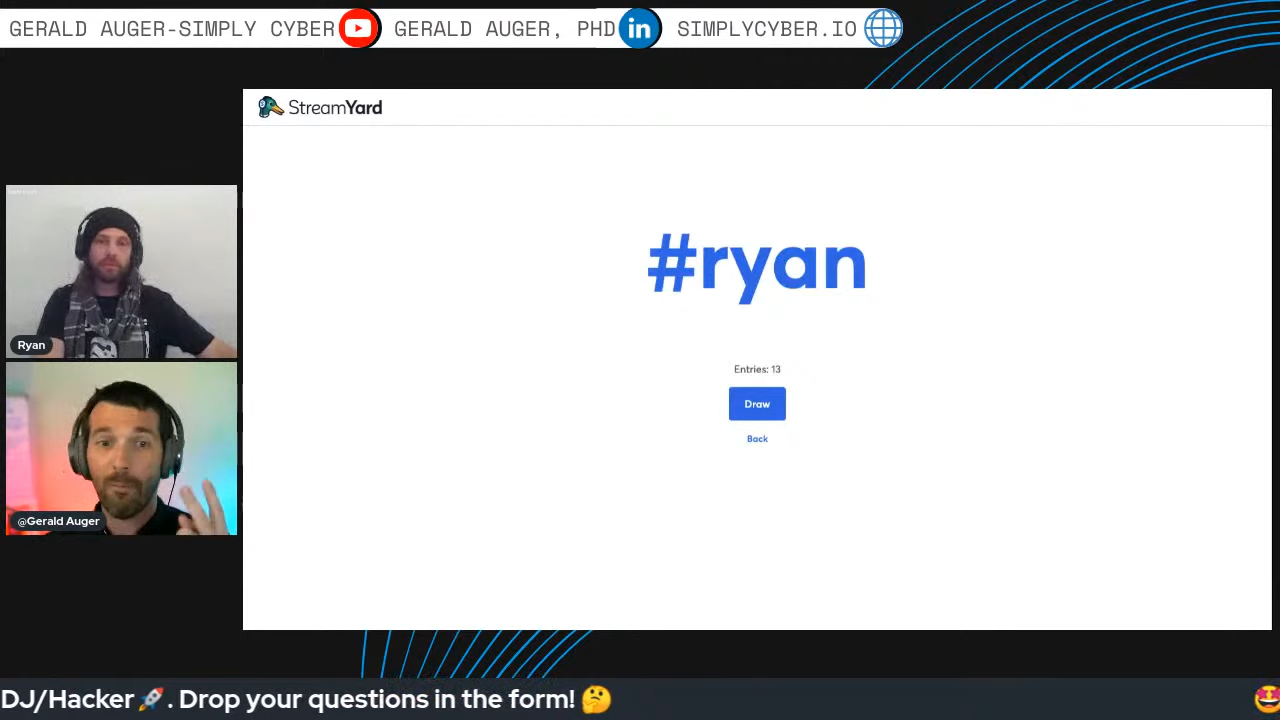 GERALD AUGER-SIMPLY CYBER GERALD AUGER, PHD in SIMPLYCYBER.IO
StreamYard
#ryan
Entries: 13
Draw
Back
Ryan
@Gerald Auger
DJ/Hacker 🚀. Drop your questions in the form! 🤔 🤩